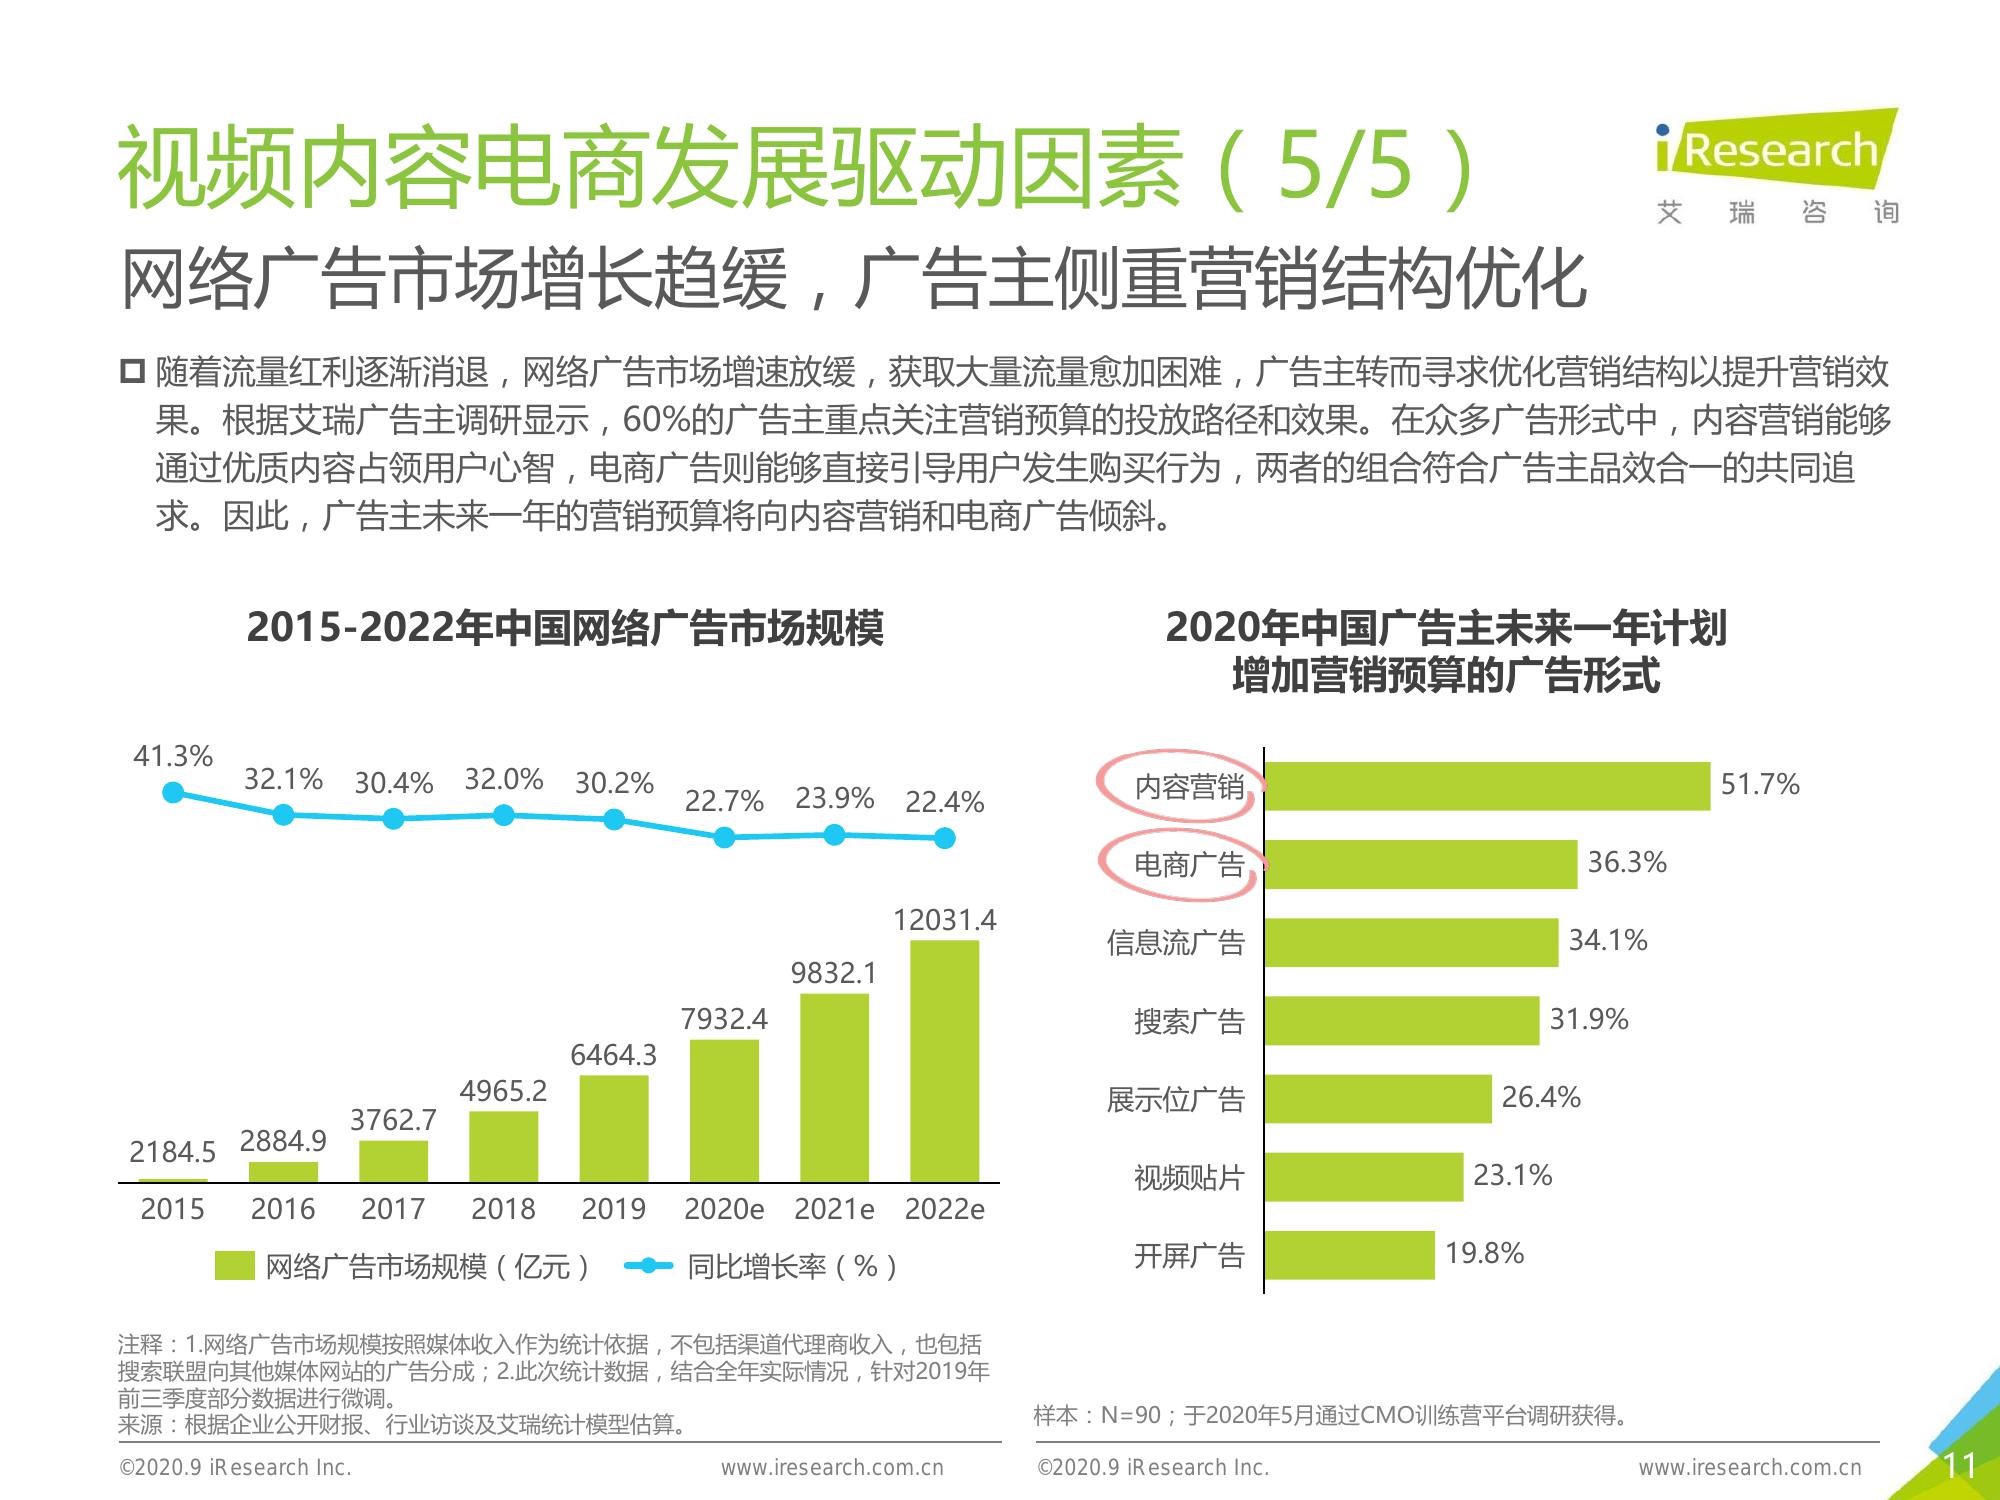 视频内容电商发展驱动因素（5/5）
iResearch
艾瑞咨询
网络广告市场增长趋缓，广告主侧重营销结构优化
随着流量红利逐渐消退，网络广告市场增速放缓，获取大量流量愈加困难，广告主转而寻求优化营销结构以提升营销效
果。根据艾瑞广告主调研显示，60%的广告主重点关注营销预算的投放路径和效果。在众多广告形式中，内容营销能够
通过优质内容占领用户心智，电商广告则能够直接引导用户发生购买行为，两者的组合符合广告主品效合一的共同追
求。因此，广告主未来一年的营销预算将向内容营销和电商广告倾斜。
2015-2022年中国网络广告市场规模
41.3% 32.1% 30.4% 32.0% 30.2% 22.7% 23.9% 22.4%
2184.5 2884.9 3762.7 4965.2 6464.3 7932.4 9832.1 12031.4
2015 2016 2017 2018 2019 2020e 2021e 2022e
网络广告市场规模（亿元） 同比增长率（%）
注释：1.网络广告市场规模按照媒体收入作为统计依据，不包括渠道代理商收入，也包括
搜索联盟向其他媒体网站的广告分成；2.此次统计数据，结合全年实际情况，针对2019年
前三季度部分数据进行微调。
来源：根据企业公开财报、行业访谈及艾瑞统计模型估算。
©2020.9 iResearch Inc. www.iresearch.com.cn
2020年中国广告主未来一年计划
增加营销预算的广告形式
内容营销 51.7%
电商广告 36.3%
信息流广告 34.1%
搜索广告 31.9%
展示位广告 26.4%
视频贴片 23.1%
开屏广告 19.8%
样本：N=90；于2020年5月通过CMO训练营平台调研获得。
©2020.9 iResearch Inc. www.iresearch.com.cn
11